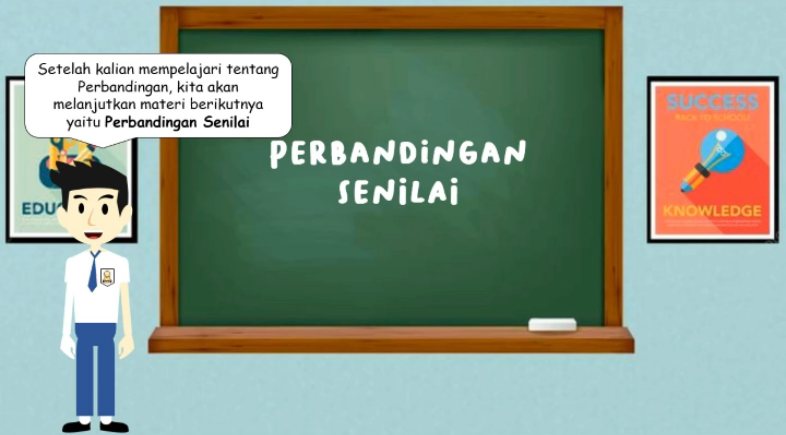 Setelah kalian mempelajari tentang
Perbandingan, kita akan
melanjutkan materi berikutnya
yaitu Perbandingan Senilai
PERBANDINGAN
SENILAI
EDU
SUCCESS
BACK TO SCHOOL
KNOWLEDGE